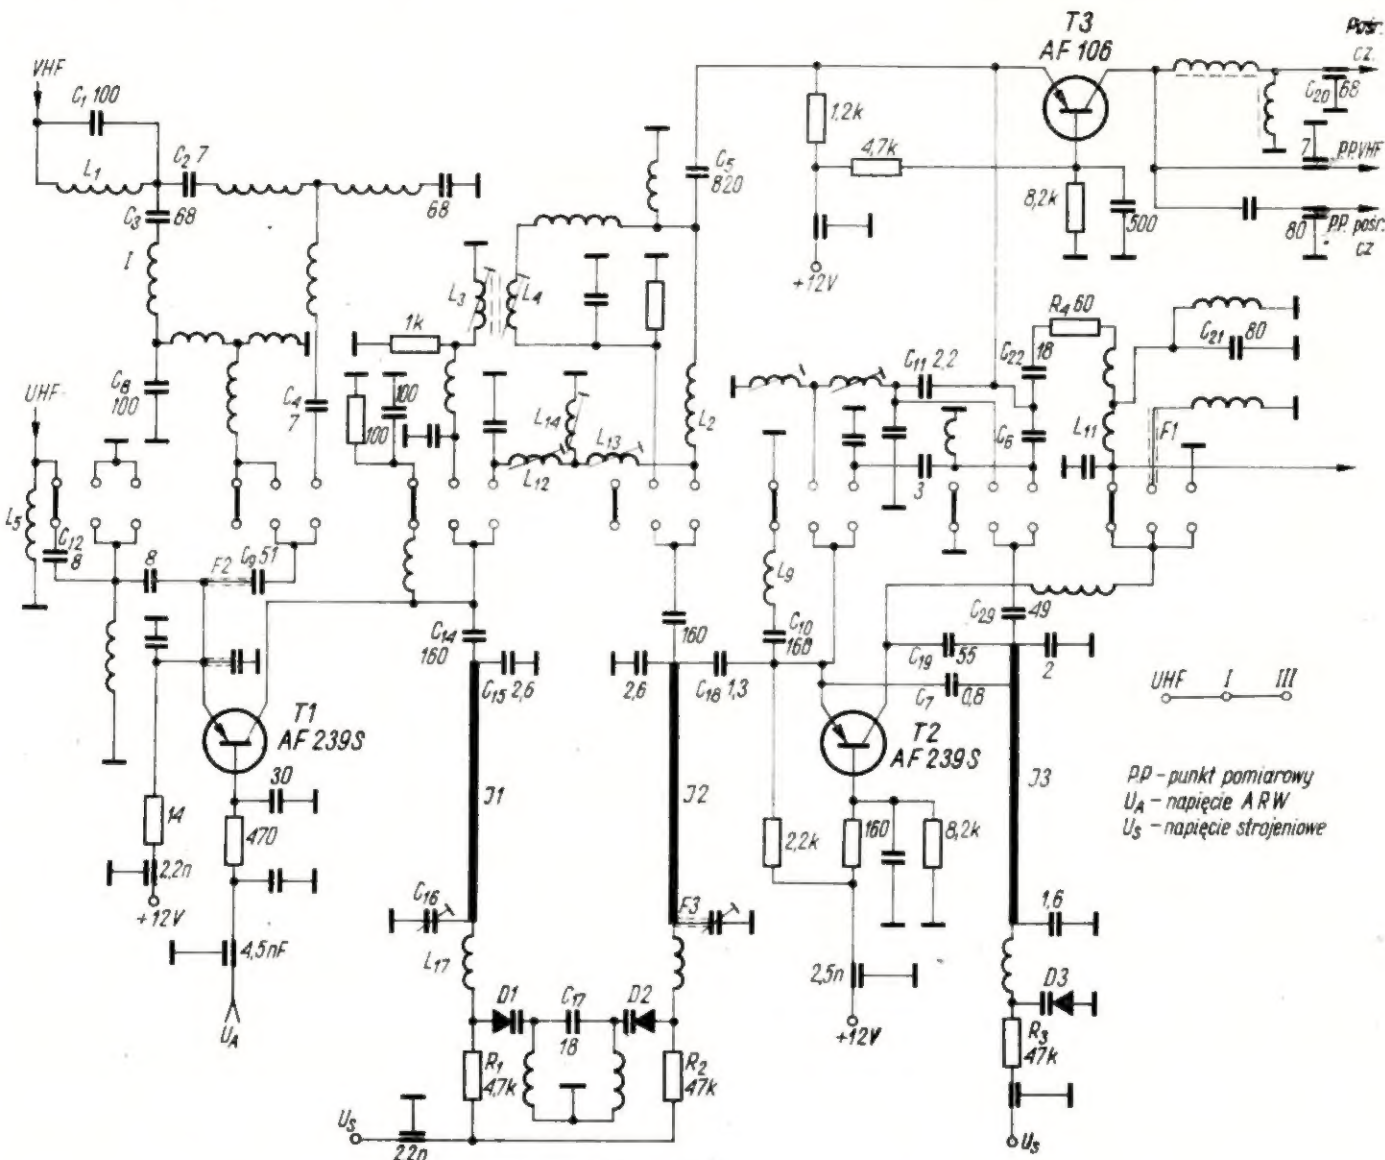 T3
AF 106
Pośr.
cz.
VHF
C1 100
1,2k
C20 68
C2 7
4,7k
7
P.P. VHF
L1
C5
820
C3 68
68
8,2k
500
80
P.P. pośr.
cz
I
+12V
L3
L4
R4 60
1k
C11 2,2
C22
18
C21 80
C8
100
UHF
C4
7
100
100
L14
L13
L2
C6
L11
F1
L12
3
L5
C12
8
8
F2
C9 51
L9
C14
160
160
C10
160
C29 49
C15 2,6
2,6
C18 1,3
C19 55
2
C7 0,8
UHF I III
T1
AF 239S
T2
AF 239S
30
J1
J2
J3
P.P. – punkt pomiarowy
UA – napięcie ARW
US – napięcie strojeniowe
14
470
2,2k
160
8,2k
2,2n
+12V
C16
F3
1,6
4,5nF
L17
2,5n
D1
C17
D2
D3
UA
18
+12V
R1
4,7k
R2
47k
R3
47k
US
2,2n
US